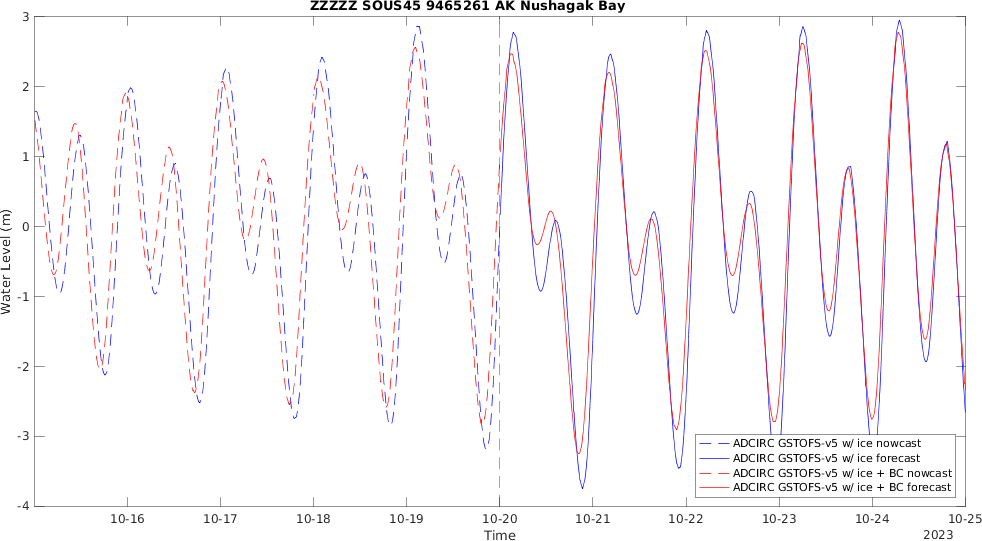 ZZZZZ SOUS45 9465261 AK Nushagak Bay
Water Level (m)
3
2
1
0
-1
-2
-3
-4
ADCIRC GSTOFS-v5 w/ ice nowcast
ADCIRC GSTOFS-v5 w/ ice forecast
ADCIRC GSTOFS-v5 w/ ice + BC nowcast
ADCIRC GSTOFS-v5 w/ ice + BC forecast
10-16 10-17 10-18 10-19 10-20 10-21 10-22 10-23 10-24 10-25
Time
2023